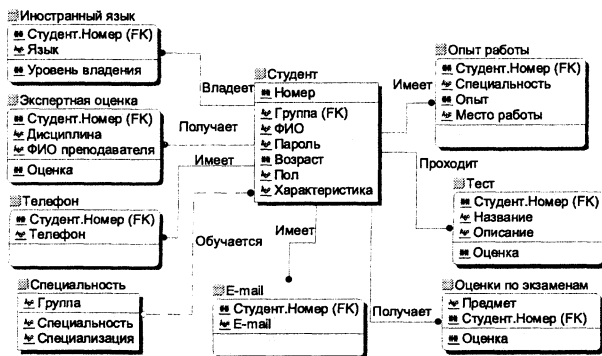 Иностранный язык
Студент.Номер (FK)
Язык
Уровень владения
Экспертная оценка
Студент.Номер (FK)
Дисциплина
ФИО преподавателя
Оценка
Телефон
Студент.Номер (FK)
Телефон
Специальность
Группа
Специальность
Специализация
Владеет
Получает
Имеет
Обучается
Студент
Номер
Группа (FK)
ФИО
Пароль
Возраст
Пол
Характеристика
Имеет
E-mail
Студент.Номер (FK)
E-mail
Имеет
Проходит
Получает
Опыт работы
Студент.Номер (FK)
Специальность
Опыт
Место работы
Тест
Студент.Номер (FK)
Название
Описание
Оценка
Оценки по экзаменам
Предмет
Студент.Номер (FK)
Оценка